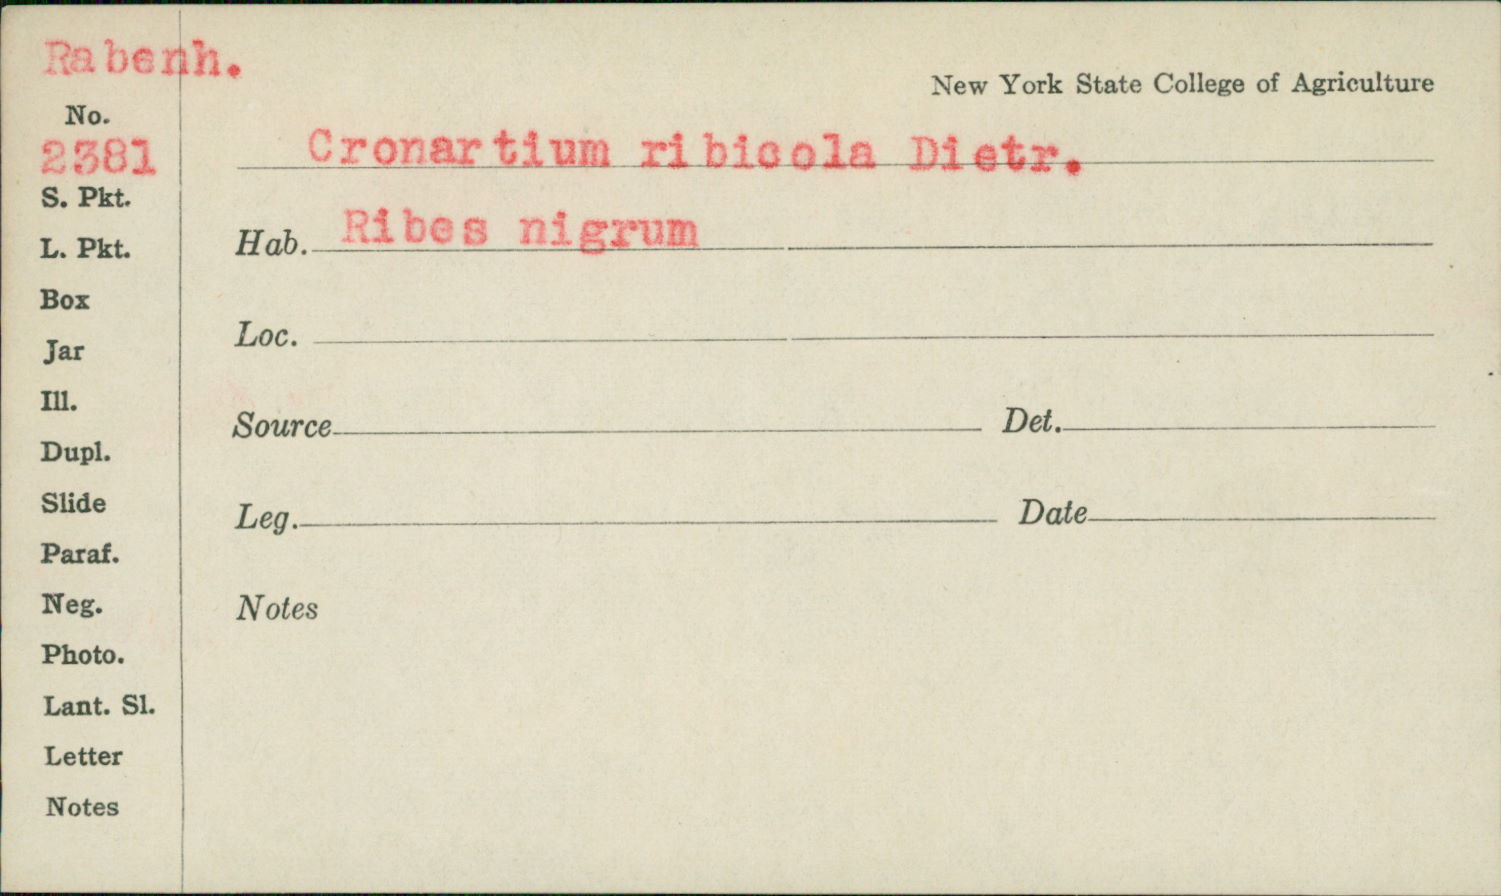 Rabenh.
New York State College of Agriculture
No.
2381
Cronartium ribicola Dietr.
S. Pkt.
Hab. Ribes nigrum
L. Pkt.
Box
Loc.
Jar
Ill.
Source Det.
Dupl.
Slide
Leg. Date
Paraf.
Neg.
Notes
Photo.
Lant. Sl.
Letter
Notes